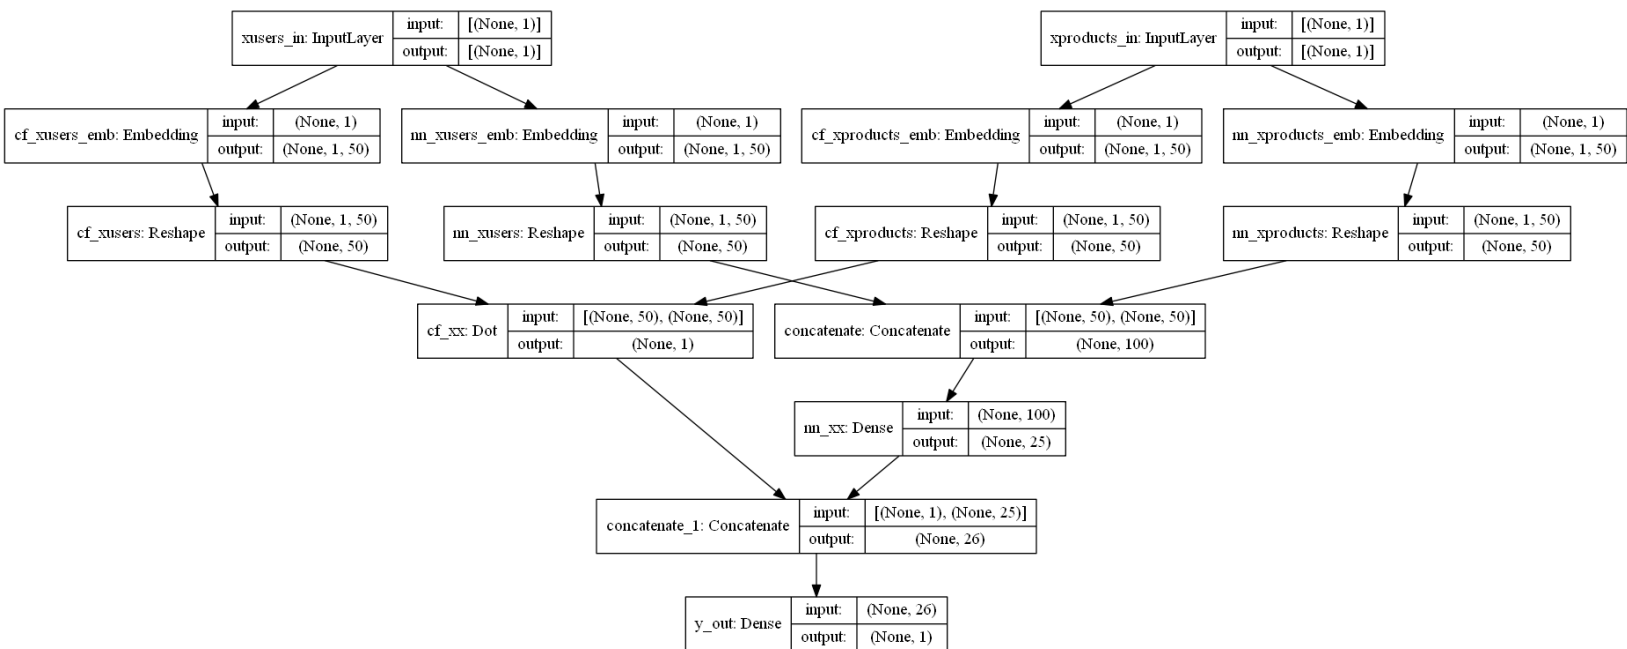 xusers_in: InputLayer input: [(None, 1)]
output: [(None, 1)]
xproducts_in: InputLayer input: [(None, 1)]
output: [(None, 1)]
cf_xusers_emb: Embedding input: (None, 1)
output: (None, 1, 50)
nn_xusers_emb: Embedding input: (None, 1)
output: (None, 1, 50)
cf_xproducts_emb: Embedding input: (None, 1)
output: (None, 1, 50)
nn_xproducts_emb: Embedding input: (None, 1)
output: (None, 1, 50)
cf_xusers: Reshape input: (None, 1, 50)
output: (None, 50)
nn_xusers: Reshape input: (None, 1, 50)
output: (None, 50)
cf_xproducts: Reshape input: (None, 1, 50)
output: (None, 50)
nn_xproducts: Reshape input: (None, 1, 50)
output: (None, 50)
cf_xx: Dot input: [(None, 50), (None, 50)]
output: (None, 1)
concatenate: Concatenate input: [(None, 50), (None, 50)]
output: (None, 100)
nn_xx: Dense input: (None, 100)
output: (None, 25)
concatenate_1: Concatenate input: [(None, 1), (None, 25)]
output: (None, 26)
y_out: Dense input: (None, 26)
output: (None, 1)